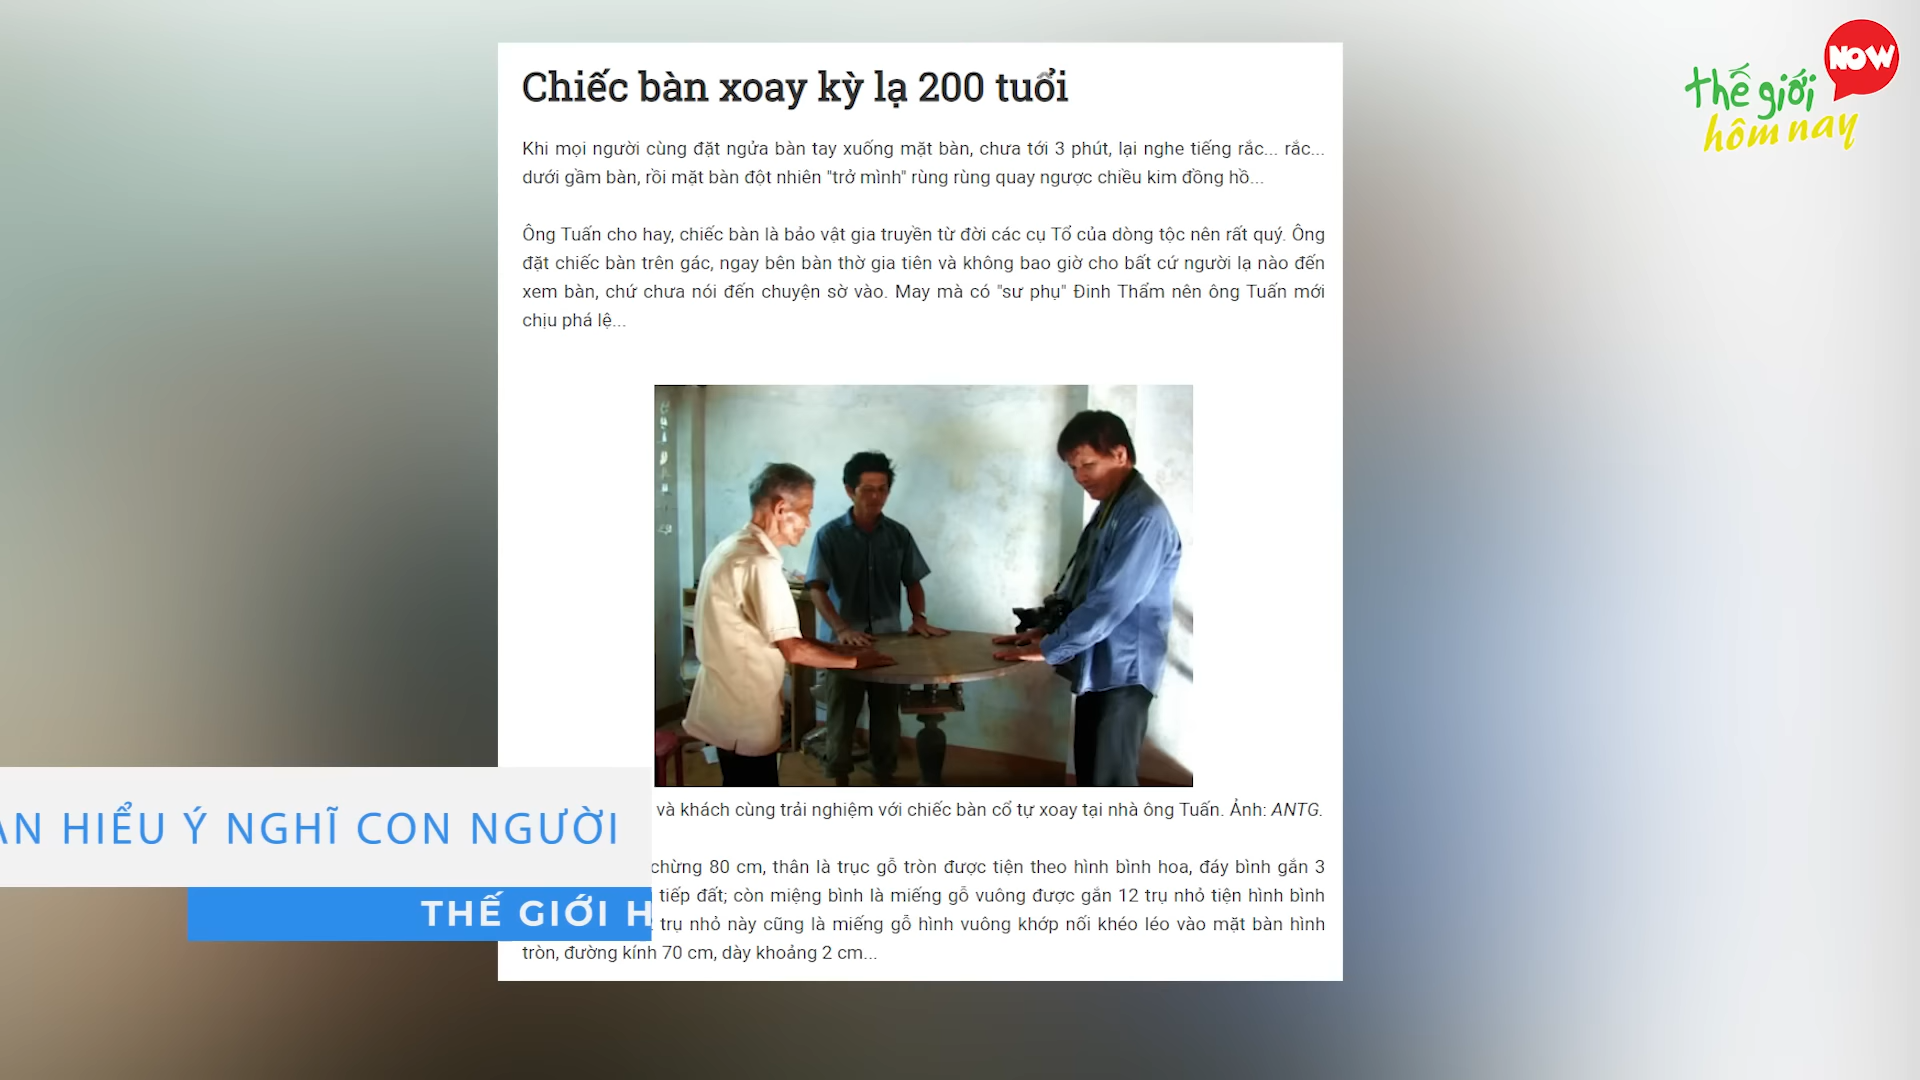 NOW
thế giới
hôm nay
Chiếc bàn xoay kỳ lạ 200 tuổi
Khi mọi người cùng đặt ngửa bàn tay xuống mặt bàn, chưa tới 3 phút, lại nghe tiếng rắc... rắc...
dưới gầm bàn, rồi mặt bàn đột nhiên "trở mình" rùng rùng quay ngược chiều kim đồng hồ...
Ông Tuấn cho hay, chiếc bàn là bảo vật gia truyền từ đời các cụ Tổ của dòng tộc nên rất quý. Ông
đặt chiếc bàn trên gác, ngay bên bàn thờ gia tiên và không bao giờ cho bất cứ người lạ nào đến
xem bàn, chứ chưa nói đến chuyện sờ vào. May mà có "sư phụ" Đinh Thẩm nên ông Tuấn mới
chịu phá lệ...
và khách cùng trải nghiệm với chiếc bàn cổ tự xoay tại nhà ông Tuấn. Ảnh: ANTG.
chừng 80 cm, thân là trục gỗ tròn được tiện theo hình bình hoa, đáy bình gắn 3
tiếp đất; còn miệng bình là miếng gỗ vuông được gắn 12 trụ nhỏ tiện hình bình
trụ nhỏ này cũng là miếng gỗ hình vuông khớp nối khéo léo vào mặt bàn hình
tròn, đường kính 70 cm, dày khoảng 2 cm...
ÀN HIỂU Ý NGHĨ CON NGƯỜI
THẾ GIỚI H